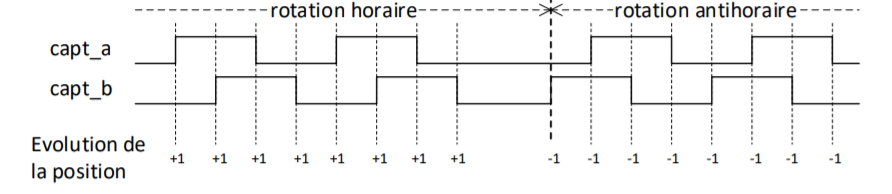 rotation horaire rotation antihoraire
capt_a
capt_b
Evolution de
la position
+1 +1 +1 +1 +1 +1 +1 +1 -1 -1 -1 -1 -1 -1 -1 -1